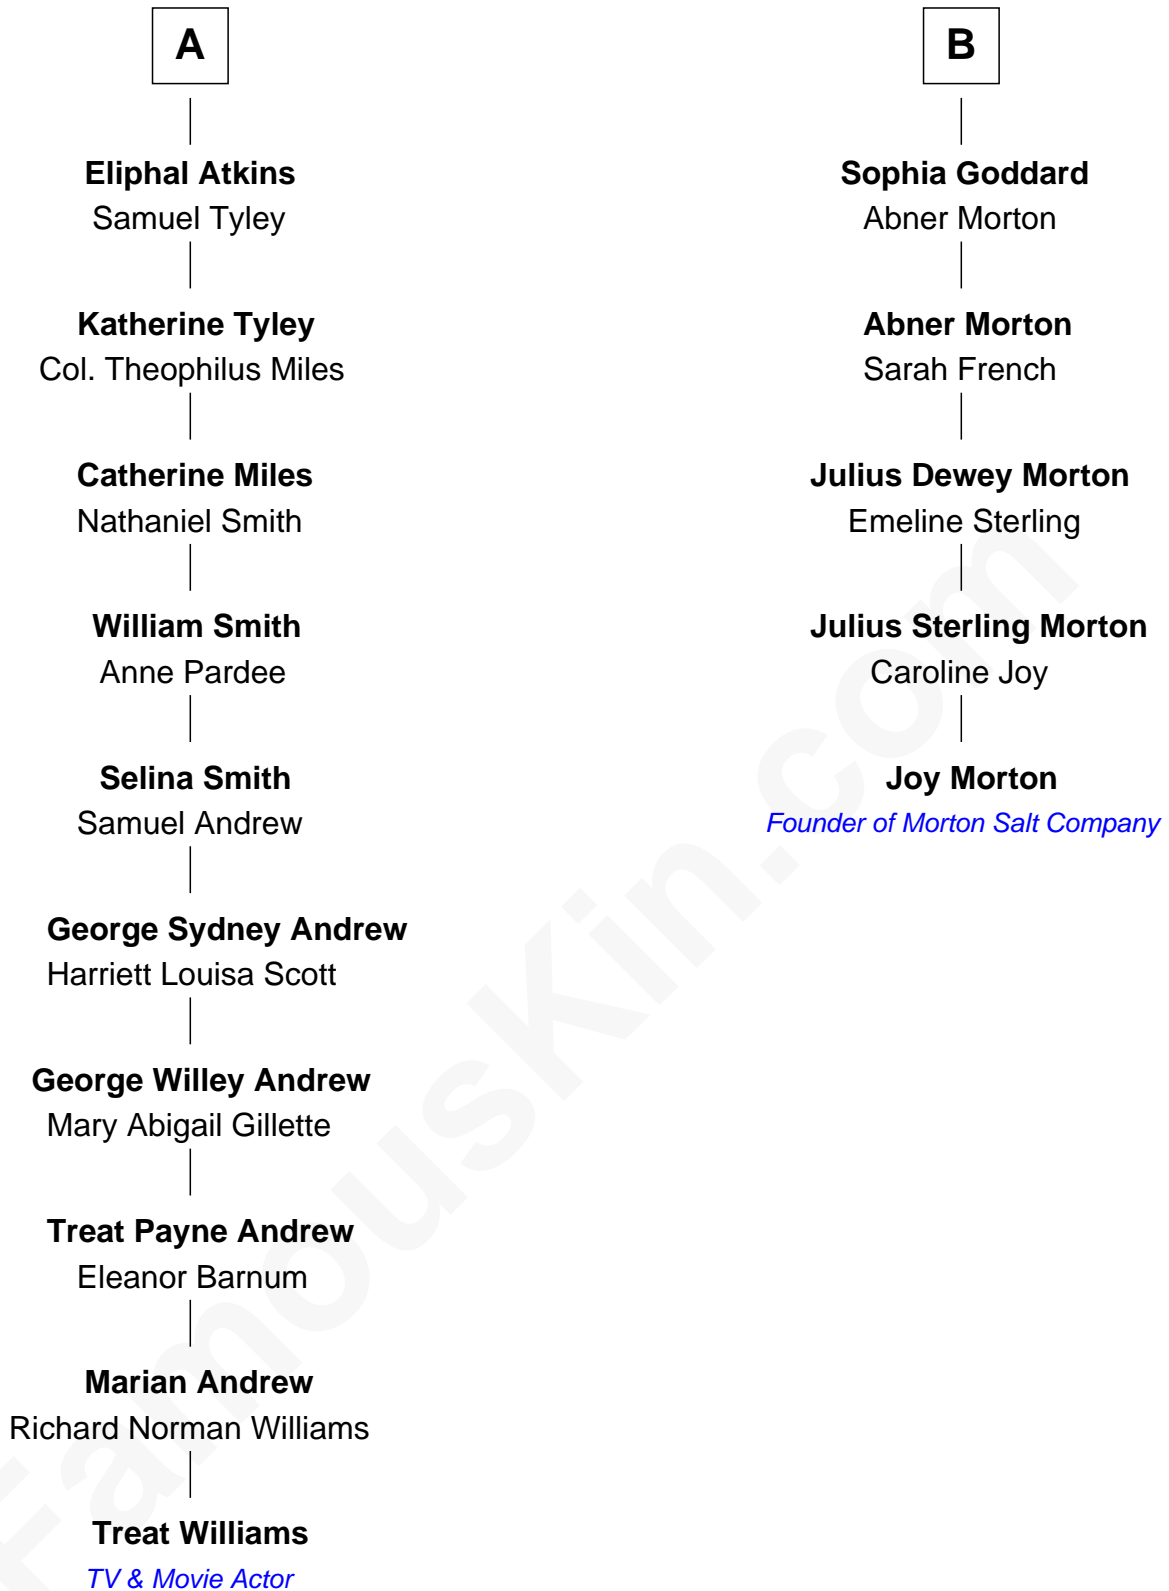 A
Eliphal Atkins
Samuel Tyley
Katherine Tyley
Col. Theophilus Miles
Catherine Miles
Nathaniel Smith
William Smith
Anne Pardee
Selina Smith
Samuel Andrew
George Sydney Andrew
Harriett Louisa Scott
George Willey Andrew
Mary Abigail Gillette
Treat Payne Andrew
Eleanor Barnum
Marian Andrew
Richard Norman Williams
Treat Williams
TV & Movie Actor
B
Sophia Goddard
Abner Morton
Abner Morton
Sarah French
Julius Dewey Morton
Emeline Sterling
Julius Sterling Morton
Caroline Joy
Joy Morton
Founder of Morton Salt Company
FamousKin.com